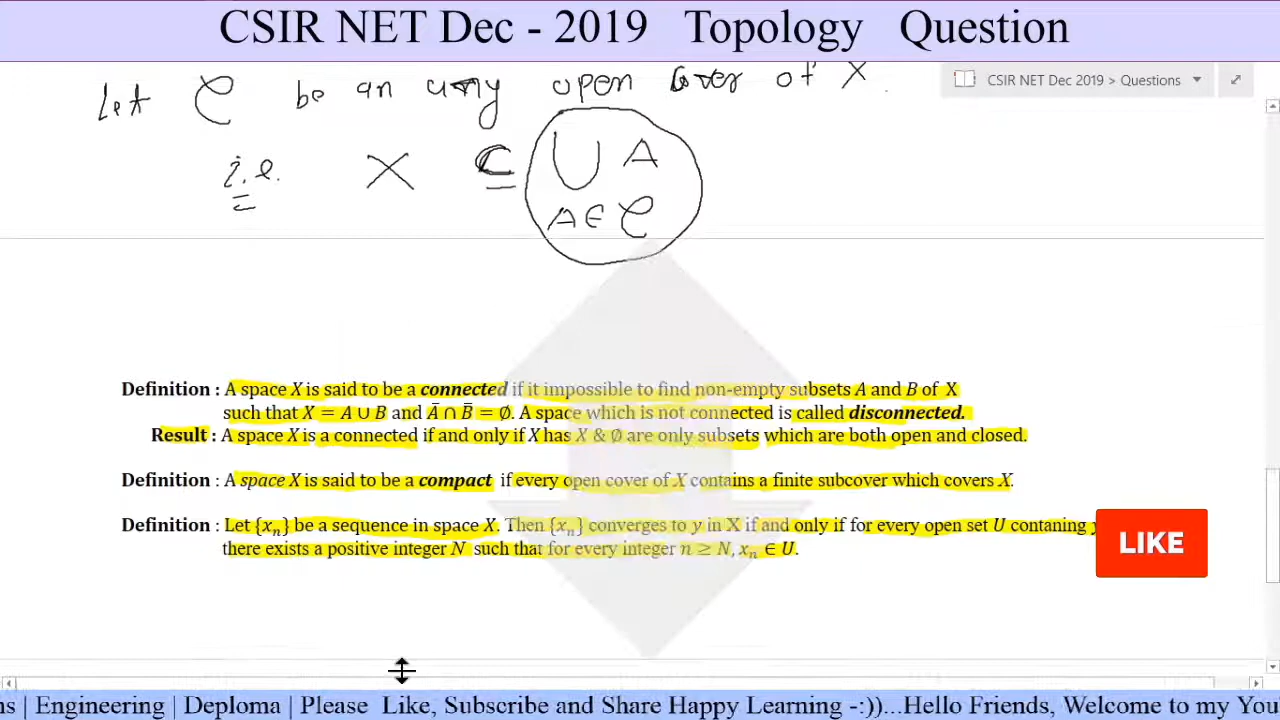 CSIR NET Dec - 2019 Topology Question
Let 𝒞 be an any open cover of X .
CSIR NET Dec 2019 > Questions
i.e. X ⊆ ⋃ A
A ∈ 𝒞
Definition : A space X is said to be a connected if it impossible to find non-empty subsets A and B of X
such that X = A ∪ B and Ā ∩ B̄ = ∅. A space which is not connected is called disconnected.
Result : A space X is a connected if and only if X has X & ∅ are only subsets which are both open and closed.
Definition : A space X is said to be a compact if every open cover of X contains a finite subcover which covers X.
Definition : Let {xₙ} be a sequence in space X. Then {xₙ} converges to y in X if and only if for every open set U contaning y
there exists a positive integer N such that for every integer n ≥ N, xₙ ∈ U.
LIKE
ns | Engineering | Deploma | Please Like, Subscribe and Share Happy Learning -:))...Hello Friends, Welcome to my You